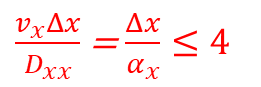 vₓΔx / Dₓₓ = Δx / αₓ ≤ 4